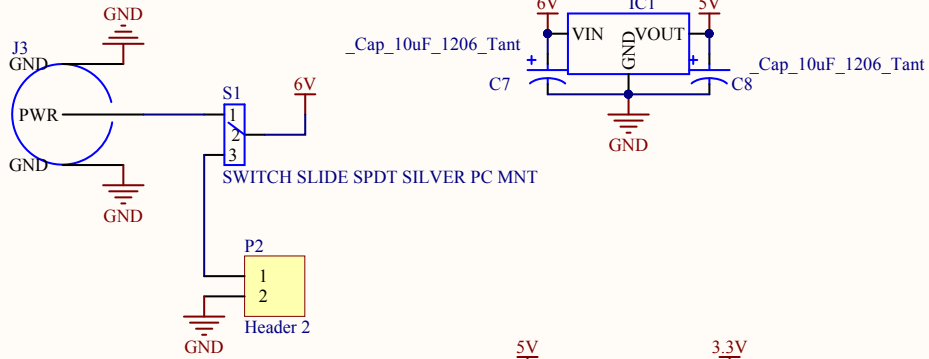 GND
J3
GND
PWR
GND
GND
S1
1
2
3
6V
SWITCH SLIDE SPDT SILVER PC MNT
P2
1
2
Header 2
GND
6V
IC1
5V
VIN
GND
VOUT
_Cap_10uF_1206_Tant
+
C7
+
C8
_Cap_10uF_1206_Tant
GND
5V
3.3V